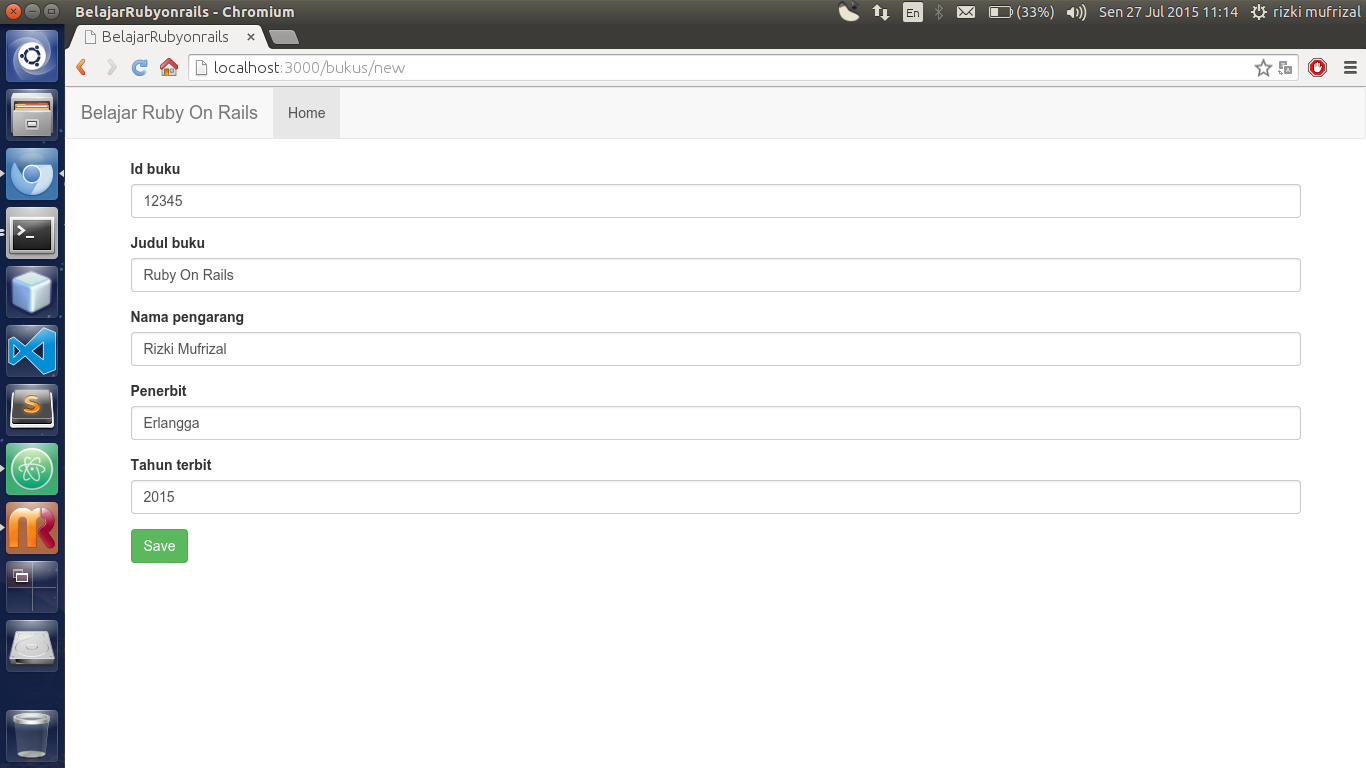 BelajarRubyonrails - Chromium
En
(33%)
Sen 27 Jul 2015 11:14
rizki mufrizal
BelajarRubyonrails
localhost:3000/bukus/new
Belajar Ruby On Rails
Home
Id buku
12345
Judul buku
Ruby On Rails
Nama pengarang
Rizki Mufrizal
Penerbit
Erlangga
Tahun terbit
2015
Save